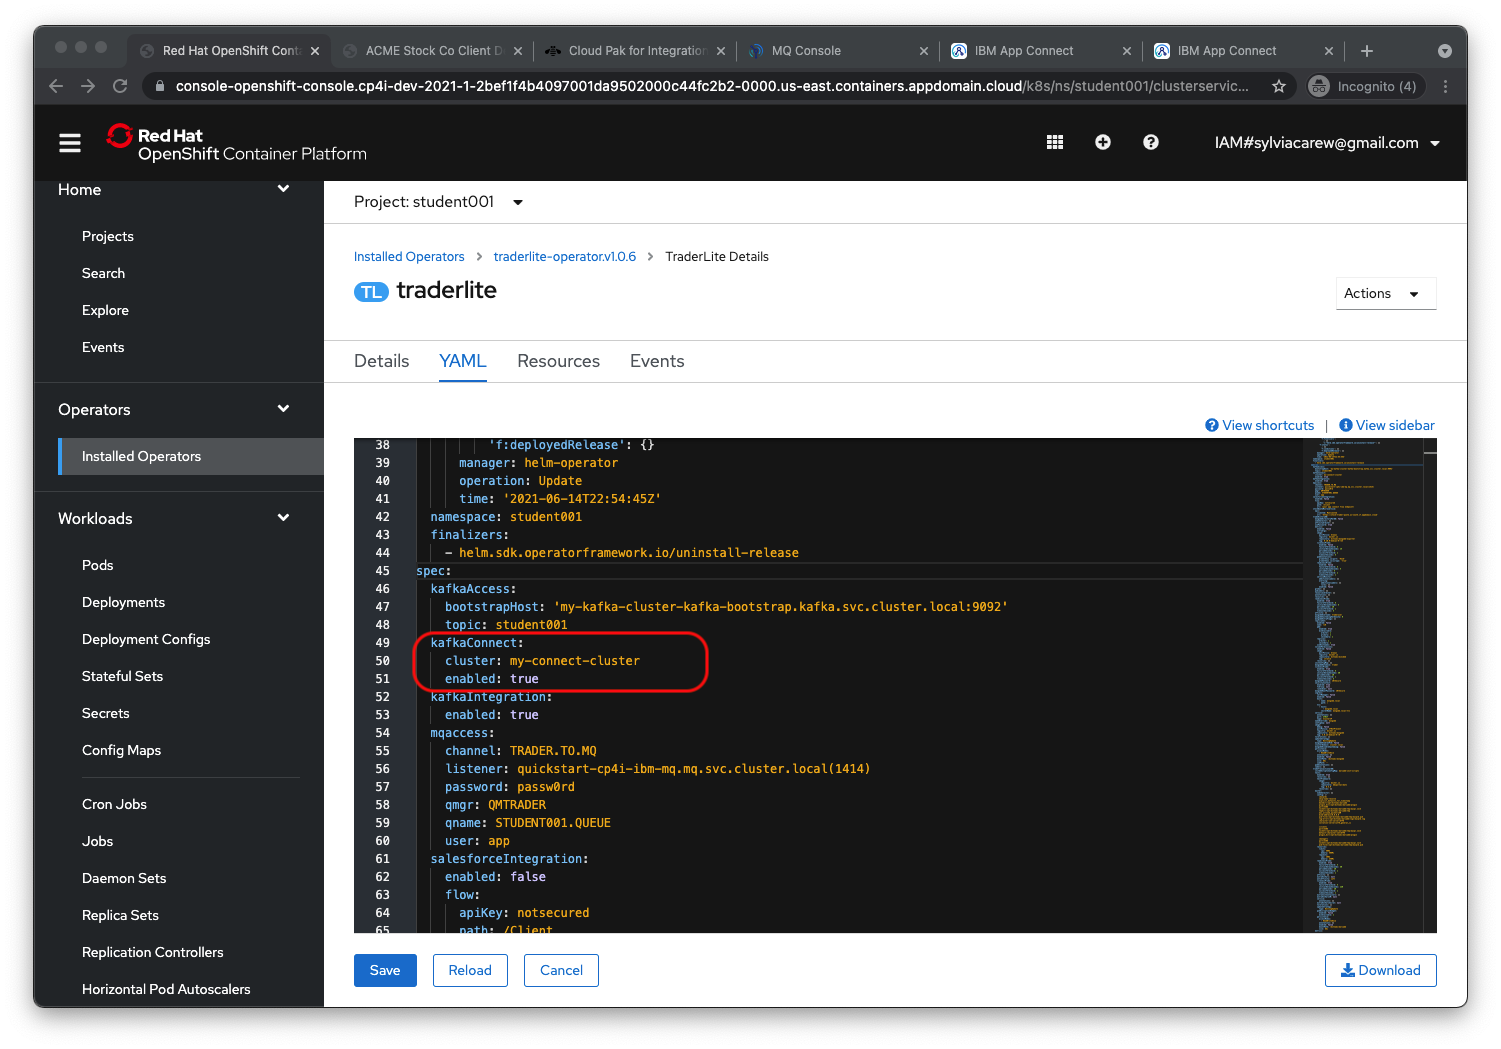 Red Hat OpenShift Conta
ACME Stock Co Client D
Cloud Pak for Integration
MQ Console
IBM App Connect
IBM App Connect
console-openshift-console.cp4i-dev-2021-1-2bef1f4b4097001da9502000c44fc2b2-0000.us-east.containers.appdomain.cloud/k8s/ns/student001/clusterservic...
Incognito (4)
Red Hat
OpenShift Container Platform
IAM#sylviacarew@gmail.com
Home
Projects
Search
Explore
Events
Operators
Installed Operators
Workloads
Pods
Deployments
Deployment Configs
Stateful Sets
Secrets
Config Maps
Cron Jobs
Jobs
Daemon Sets
Replica Sets
Replication Controllers
Horizontal Pod Autoscalers
Project: student001
Installed Operators > traderlite-operator.v1.0.6 > TraderLite Details
TL traderlite
Actions
Details YAML Resources Events
View shortcuts | View sidebar
38 'f:deployedRelease': {}
39 manager: helm-operator
40 operation: Update
41 time: '2021-06-14T22:54:45Z'
42 namespace: student001
43 finalizers:
44 - helm.sdk.operatorframework.io/uninstall-release
45 spec:
46 kafkaAccess:
47 bootstrapHost: 'my-kafka-cluster-kafka-bootstrap.kafka.svc.cluster.local:9092'
48 topic: student001
49 kafkaConnect:
50 cluster: my-connect-cluster
51 enabled: true
52 kafkaIntegration:
53 enabled: true
54 mqaccess:
55 channel: TRADER.TO.MQ
56 listener: quickstart-cp4i-ibm-mq.mq.svc.cluster.local(1414)
57 password: passw0rd
58 qmgr: QMTRADER
59 qname: STUDENT001.QUEUE
60 user: app
61 salesforceIntegration:
62 enabled: false
63 flow:
64 apiKey: notsecured
65 path: /Client
Save Reload Cancel Download